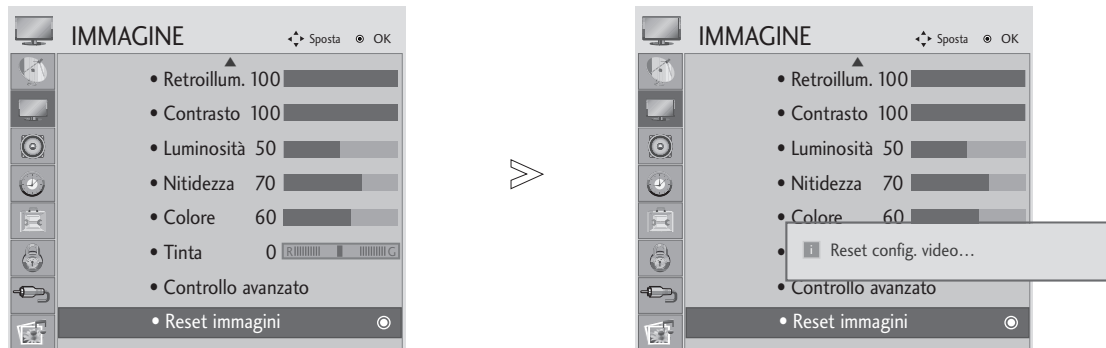 IMMAGINE Sposta OK
• Retroillum. 100
• Contrasto 100
• Luminosità 50
• Nitidezza 70
• Colore 60
• Tinta 0 R G
• Controllo avanzato
• Reset immagini
>
IMMAGINE Sposta OK
• Retroillum. 100
• Contrasto 100
• Luminosità 50
• Nitidezza 70
• Colore 60
•
i Reset config. video...
• Controllo avanzato
• Reset immagini